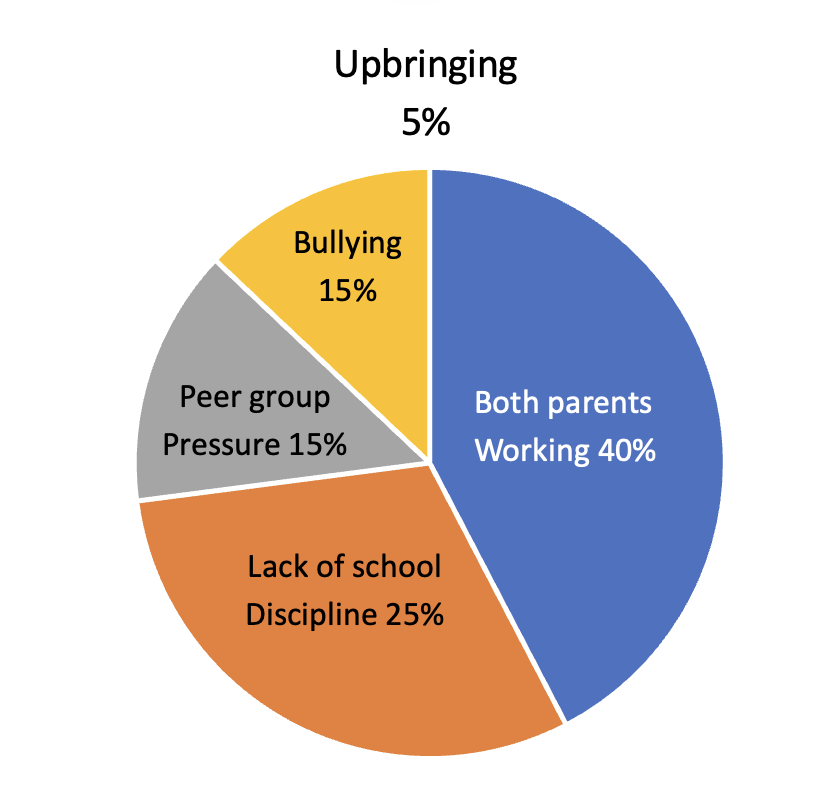 Upbringing
5%
Bullying
15%
Peer group
Pressure 15%
Both parents
Working 40%
Lack of school
Discipline 25%